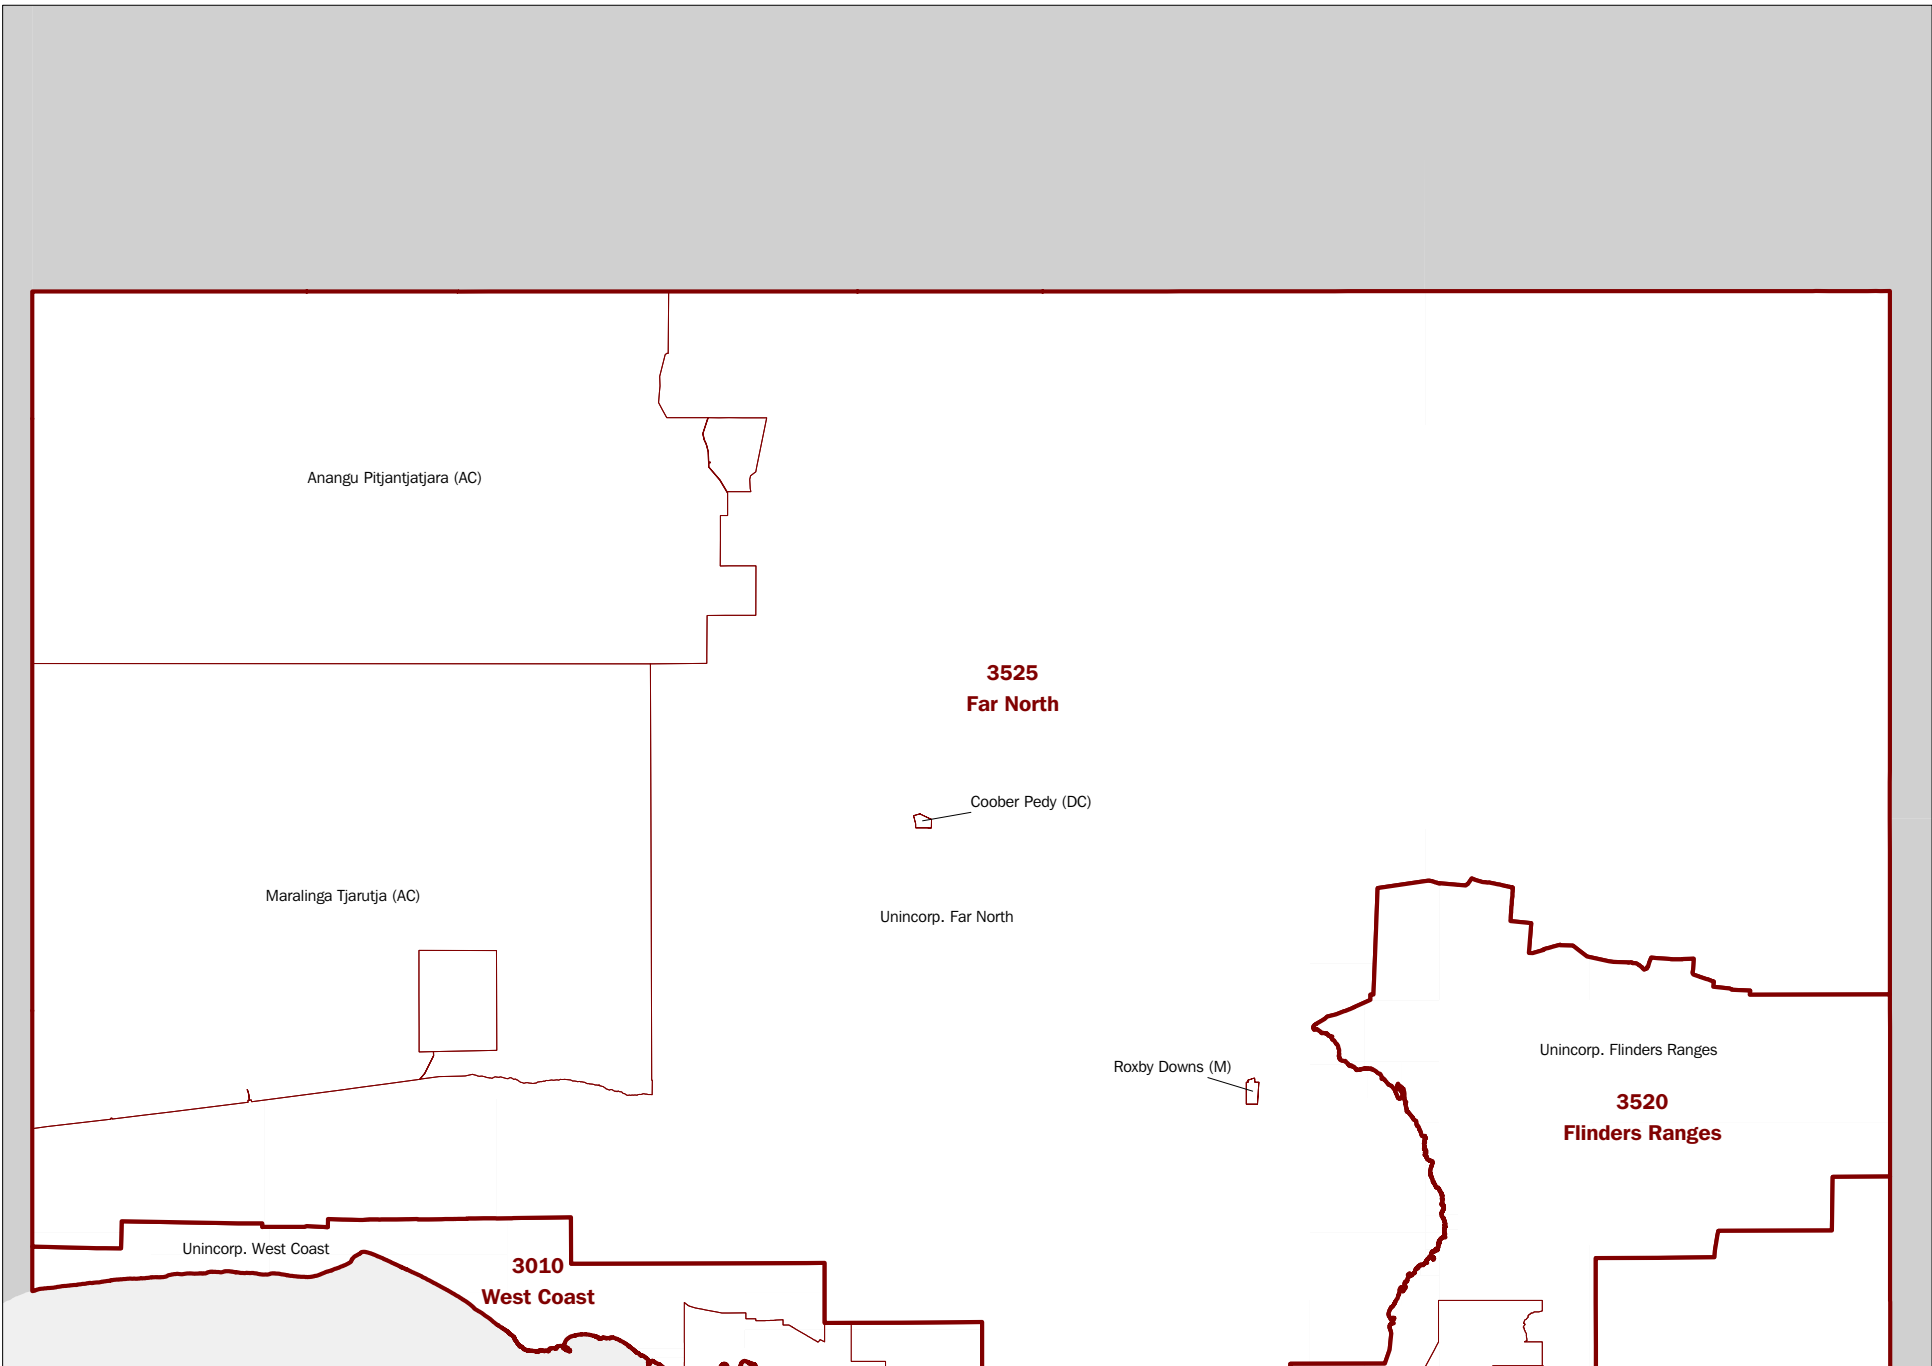 Anangu Pitjantjatjara (AC)
3525
Far North
Coober Pedy (DC)
Maralinga Tjarutja (AC)
Unincorp. Far North
Unincorp. Flinders Ranges
Roxby Downs (M)
3520
Flinders Ranges
Unincorp. West Coast
3010
West Coast